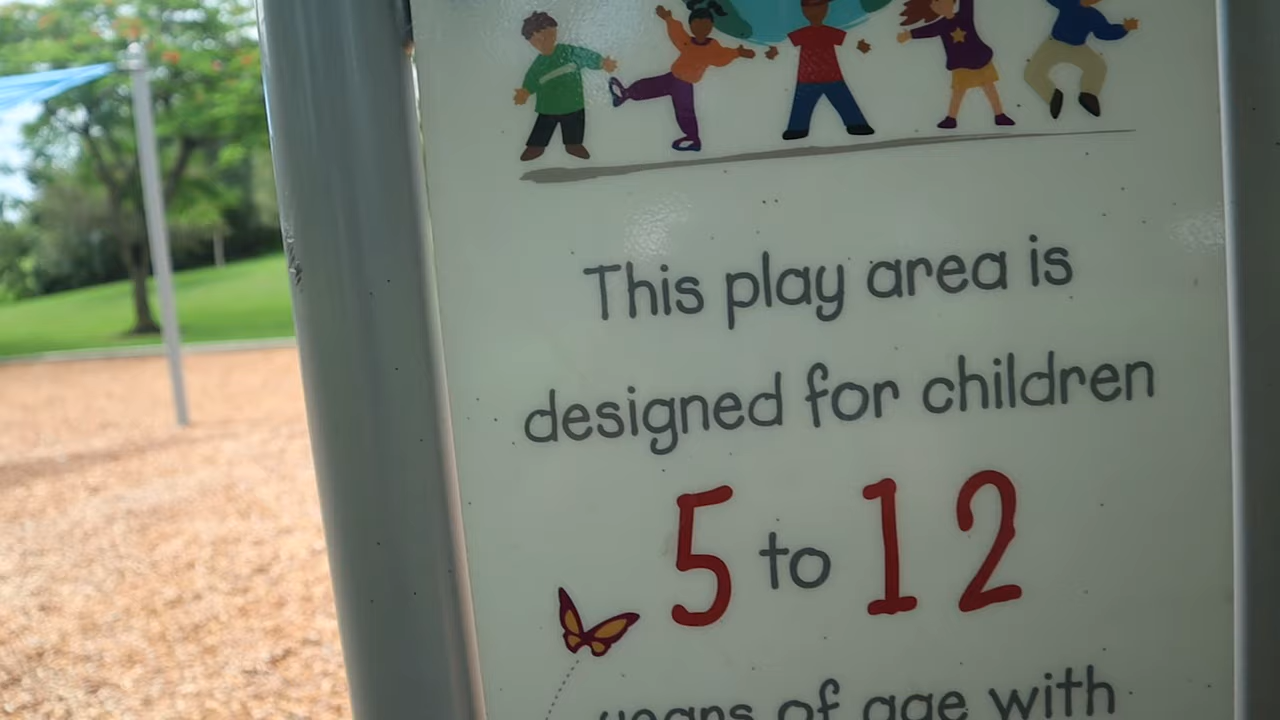 This play area is
designed for children
5 to 12
years of age with